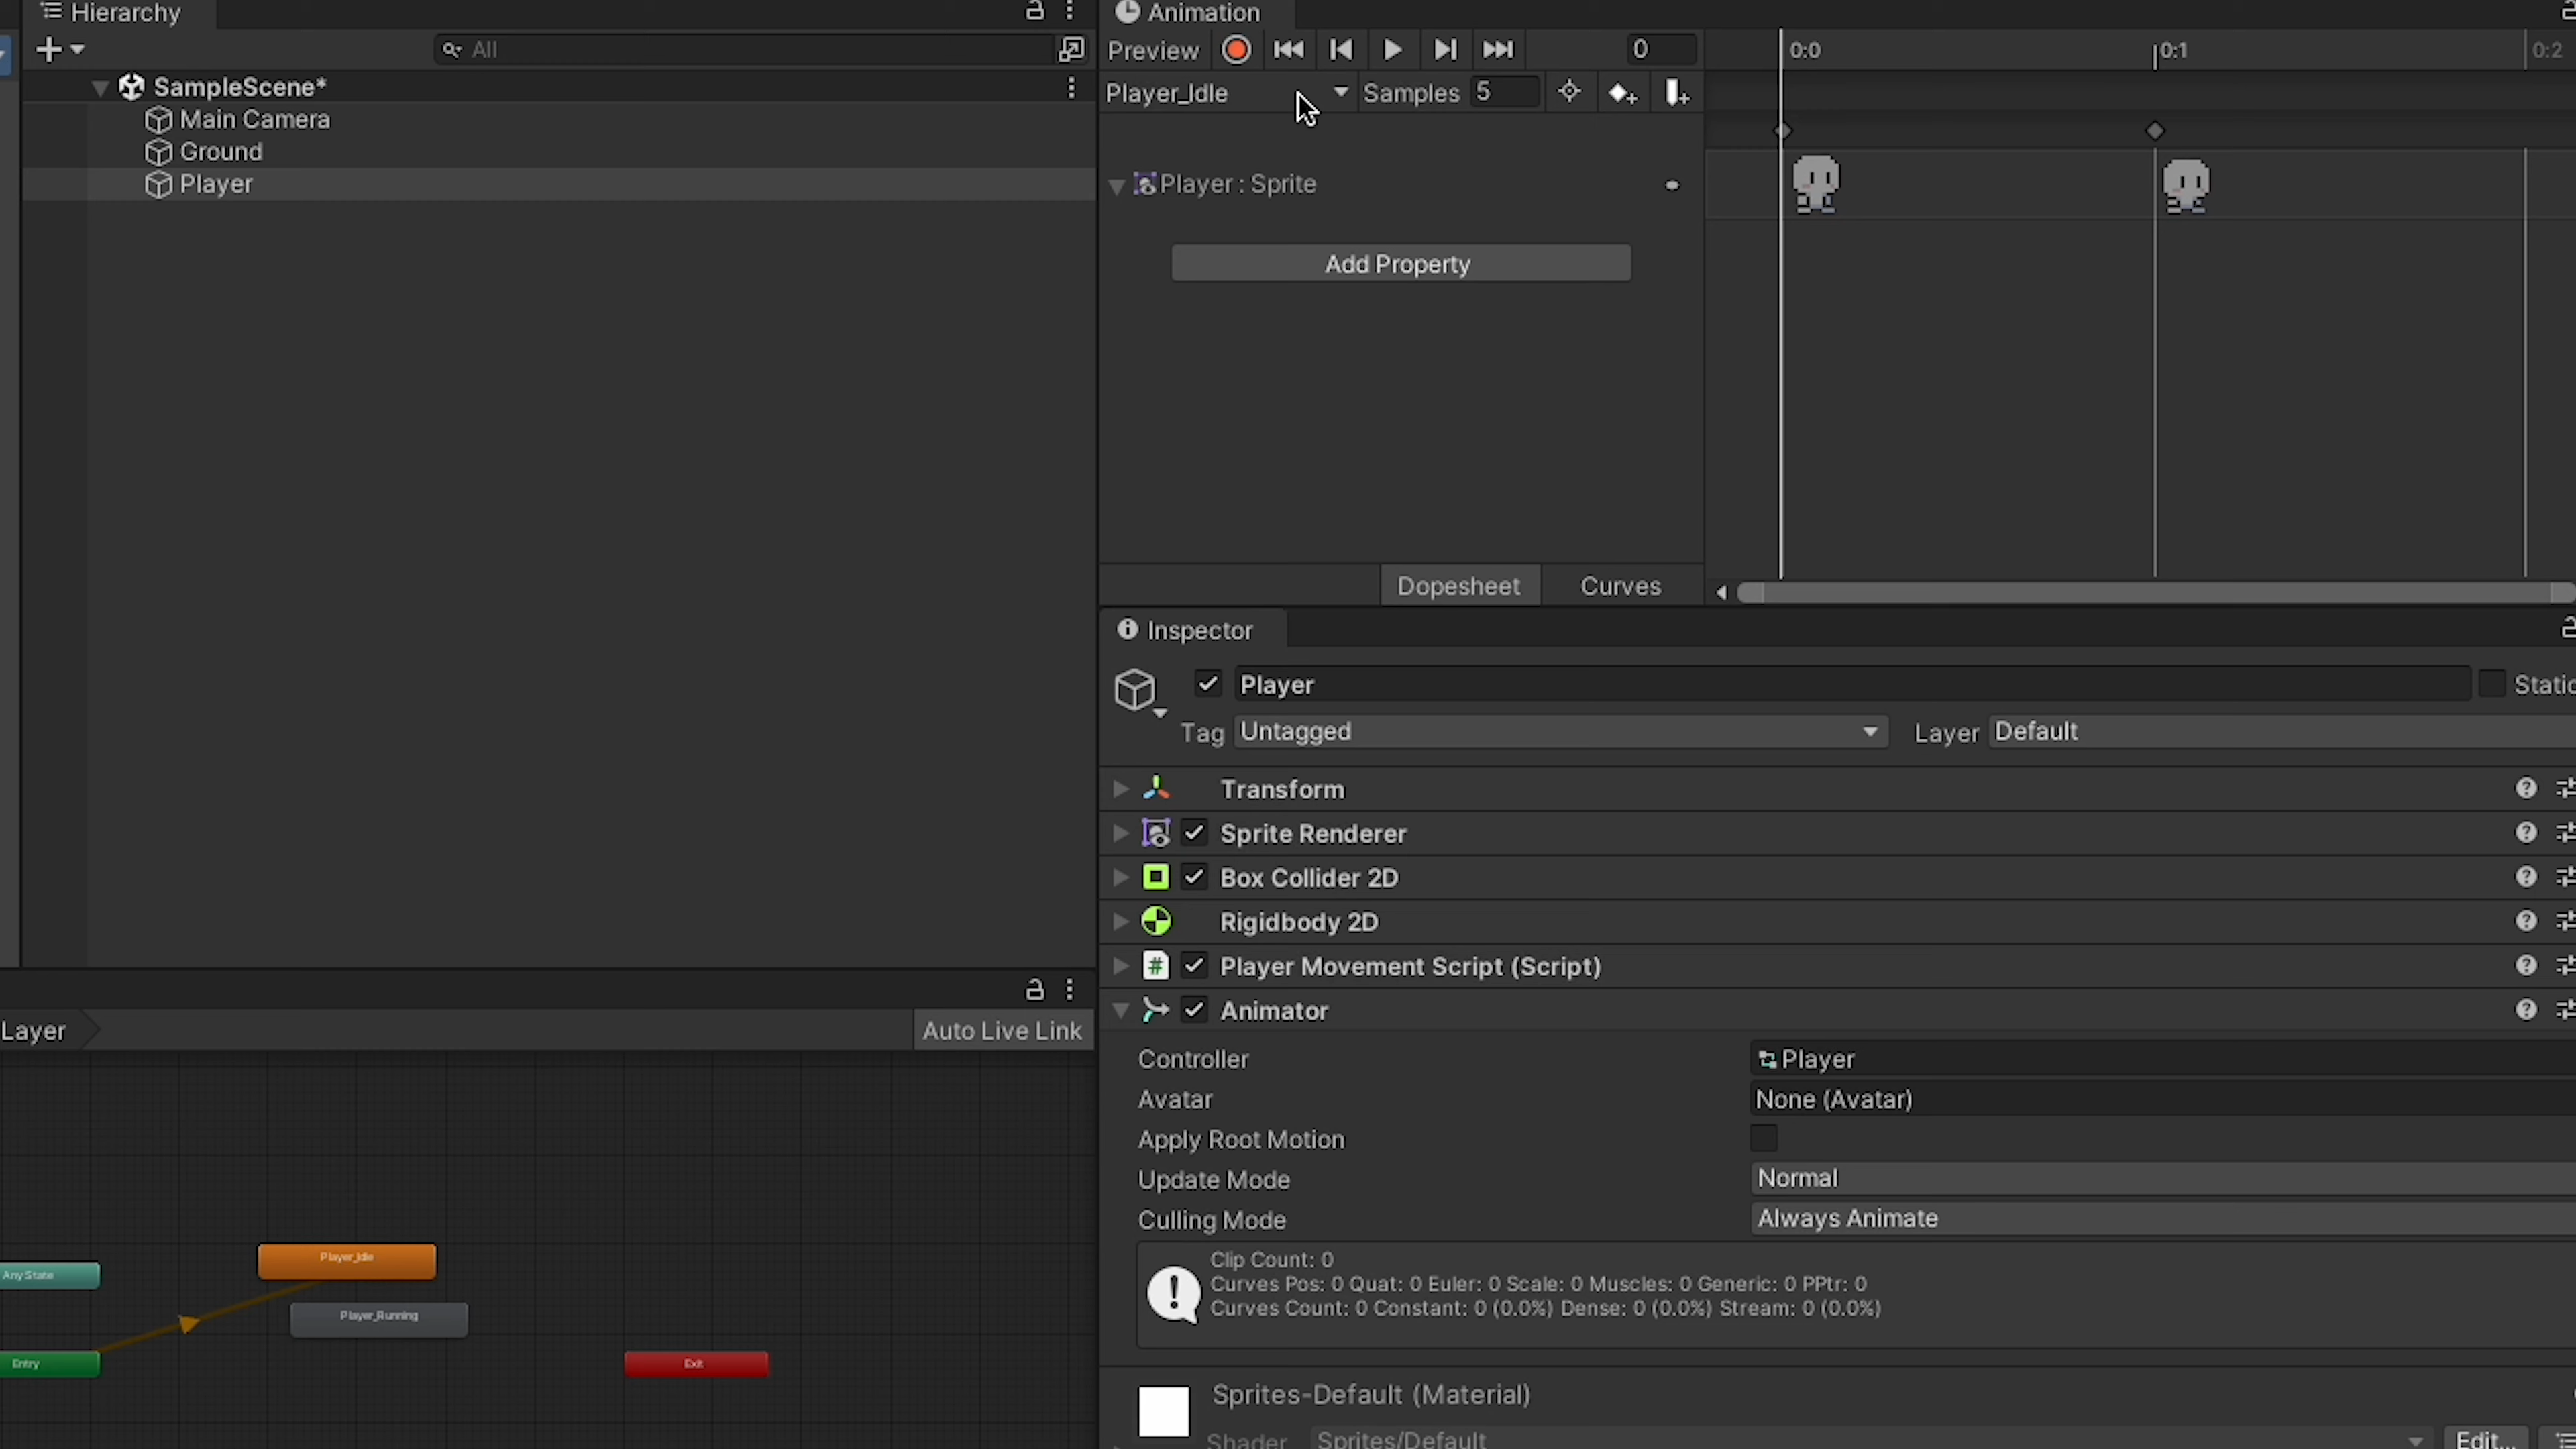 Hierarchy
All
SampleScene*
Main Camera
Ground
Player
Animation
Preview
0
0:0
0:1
0:2
Player_Idle
Samples 5
Player : Sprite
Add Property
Dopesheet
Curves
Inspector
Player
Static
Tag Untagged
Layer Default
Transform
Sprite Renderer
Box Collider 2D
Rigidbody 2D
Player Movement Script (Script)
Animator
Controller Player
Avatar None (Avatar)
Apply Root Motion
Update Mode Normal
Culling Mode Always Animate
Clip Count: 0
Curves Pos: 0 Quat: 0 Euler: 0 Scale: 0 Muscles: 0 Generic: 0 PPtr: 0
Curves Count: 0 Constant: 0 (0.0%) Dense: 0 (0.0%) Stream: 0 (0.0%)
Sprites-Default (Material)
Shader Sprites/Default
Edit...
Layer
Auto Live Link
Player_Idle
Any State
Player_Running
Entry
Exit